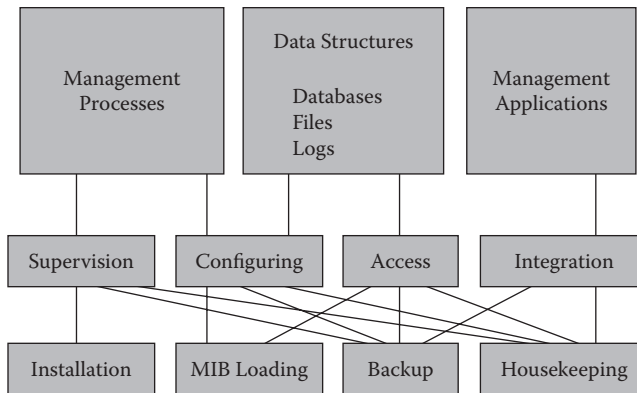 Management
Processes
Data Structures
Databases
Files
Logs
Management
Applications
Supervision
Configuring
Access
Integration
Installation
MIB Loading
Backup
Housekeeping